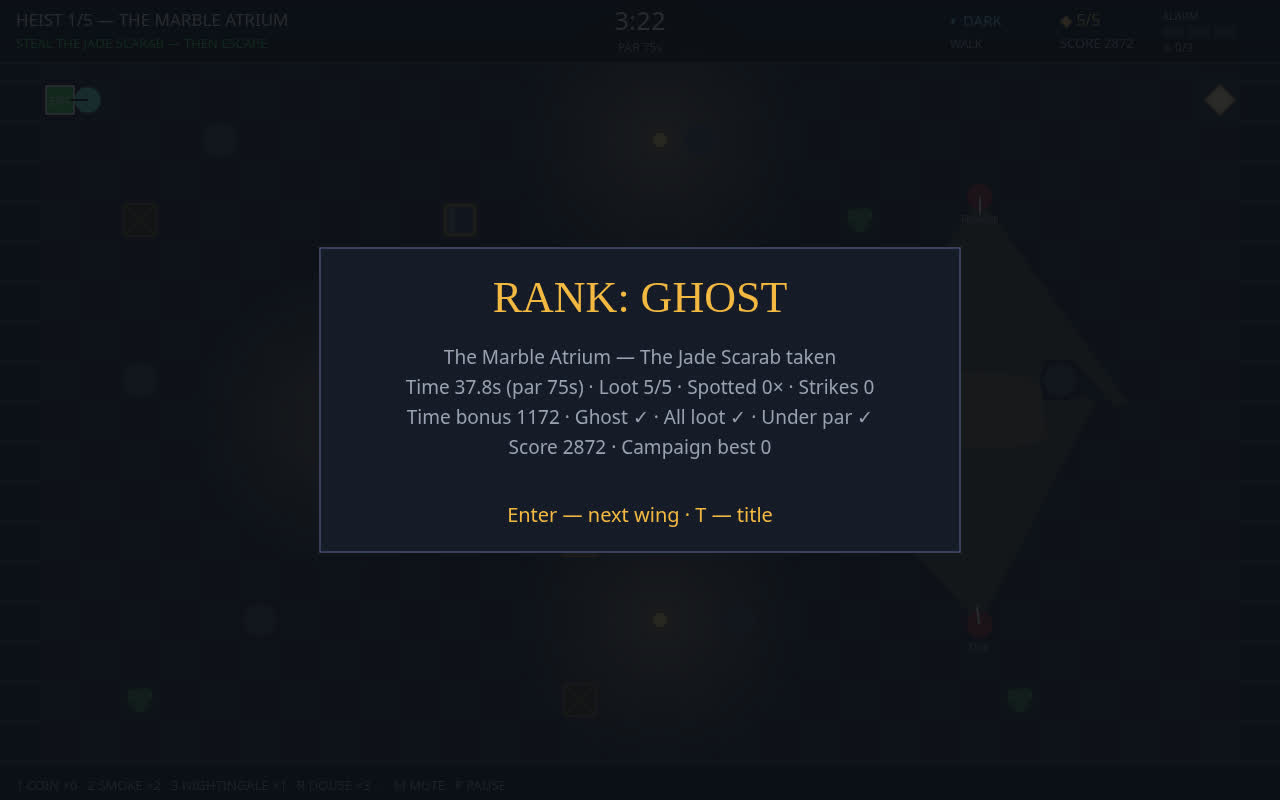 HEIST 1/5 — THE MARBLE ATRIUM
STEAL THE JADE SCARAB — THEN ESCAPE
3:22
PAR 75s
• DARK
WALK
◆ 5/5
SCORE 2872
ALARM
0/3
RANK: GHOST
The Marble Atrium — The Jade Scarab taken
Time 37.8s (par 75s) · Loot 5/5 · Spotted 0× · Strikes 0
Time bonus 1172 · Ghost ✓ · All loot ✓ · Under par ✓
Score 2872 · Campaign best 0
Enter — next wing · T — title
1 COIN ×6 2 SMOKE ×2 3 NIGHTINGALE ×1 R DOUSE ×3 M MUTE P PAUSE